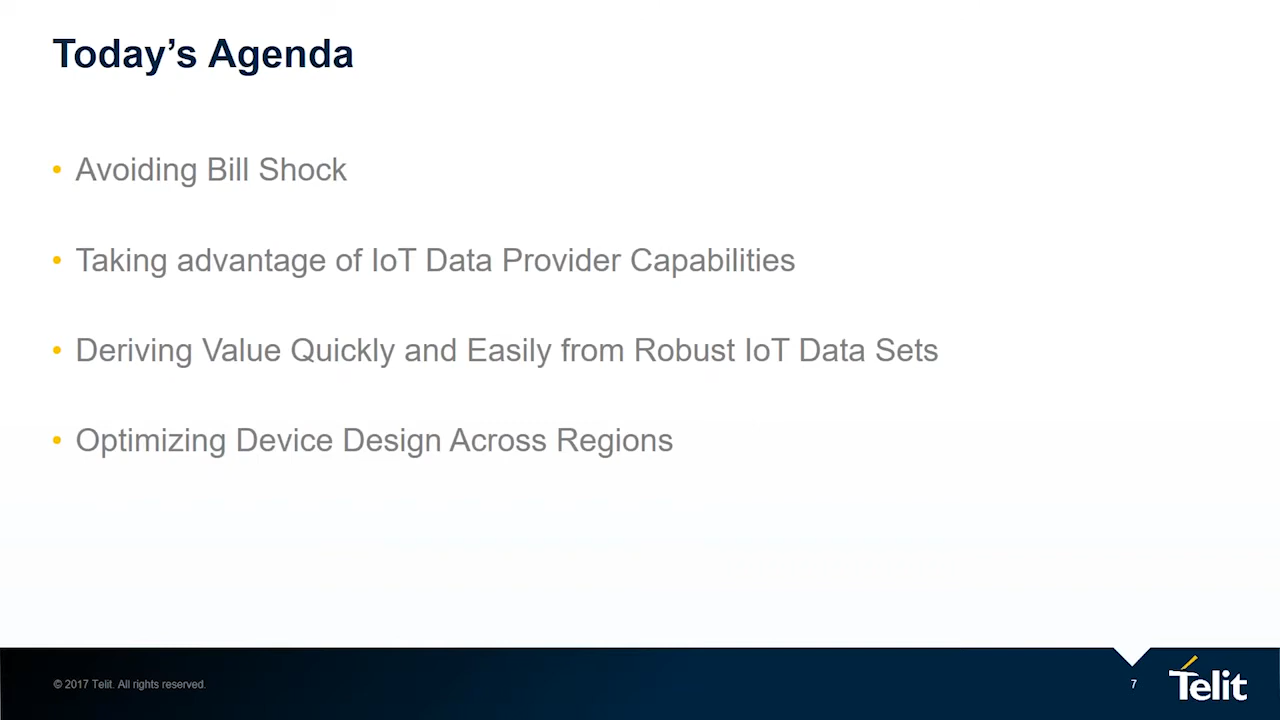 Today’s Agenda
• Avoiding Bill Shock
• Taking advantage of IoT Data Provider Capabilities
• Deriving Value Quickly and Easily from Robust IoT Data Sets
• Optimizing Device Design Across Regions
© 2017 Telit. All rights reserved.
7
Telit